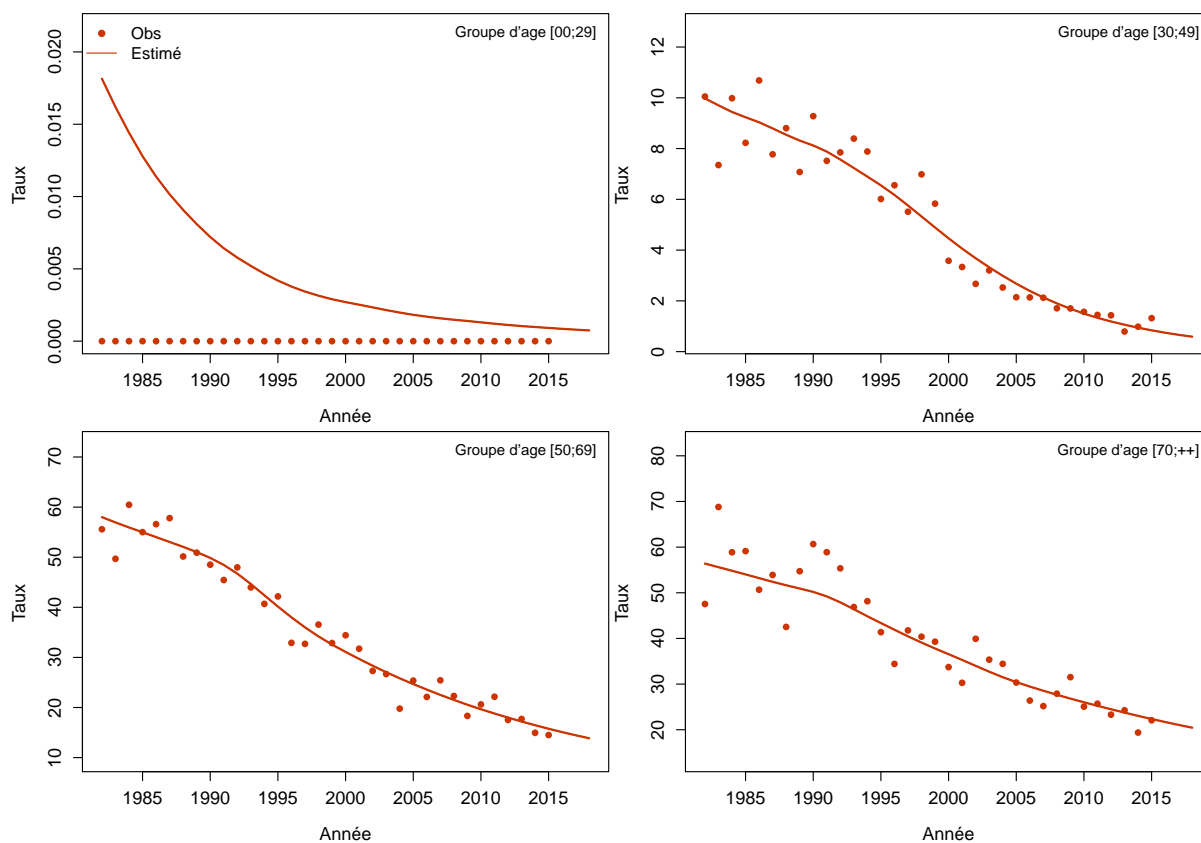 Obs
Estimé
Groupe d'age [00;29]
0.000 0.005 0.010 0.015 0.020
Taux
1985 1990 1995 2000 2005 2010 2015
Année
Groupe d'age [30;49]
0 2 4 6 8 10 12
Taux
1985 1990 1995 2000 2005 2010 2015
Année
Groupe d'age [50;69]
10 20 30 40 50 60 70
Taux
1985 1990 1995 2000 2005 2010 2015
Année
Groupe d'age [70;++]
20 30 40 50 60 70 80
Taux
1985 1990 1995 2000 2005 2010 2015
Année